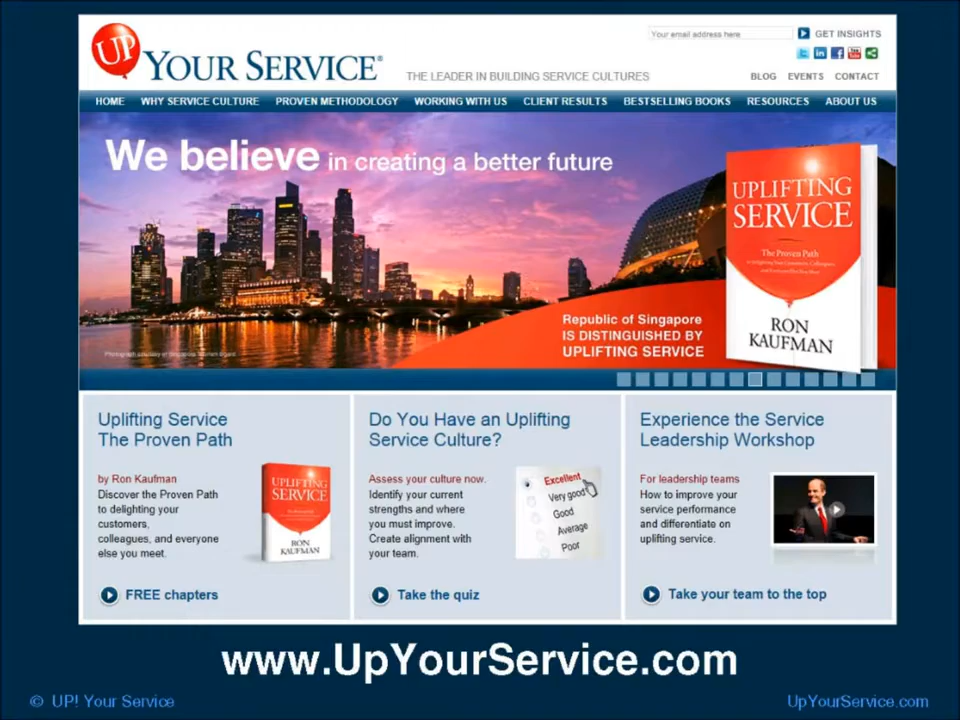 UP
YOUR SERVICE®
THE LEADER IN BUILDING SERVICE CULTURES
Your email address here
GET INSIGHTS
BLOG EVENTS CONTACT
HOME WHY SERVICE CULTURE PROVEN METHODOLOGY WORKING WITH US CLIENT RESULTS BESTSELLING BOOKS RESOURCES ABOUT US
We believe in creating a better future
UPLIFTING
SERVICE
The Proven Path
RON
KAUFMAN
Republic of Singapore
IS DISTINGUISHED BY
UPLIFTING SERVICE
Uplifting Service
The Proven Path
by Ron Kaufman
Discover the Proven Path
to delighting your
customers,
colleagues, and everyone
else you meet.
UPLIFTING
SERVICE
RON
KAUFMAN
FREE chapters
Do You Have an Uplifting
Service Culture?
Assess your culture now.
Identify your current
strengths and where
you must improve.
Create alignment with
your team.
Excellent
Very good
Good
Average
Poor
Take the quiz
Experience the Service
Leadership Workshop
For leadership teams
How to improve your
service performance
and differentiate on
uplifting service.
Take your team to the top
www.UpYourService.com
© UP! Your Service
UpYourService.com